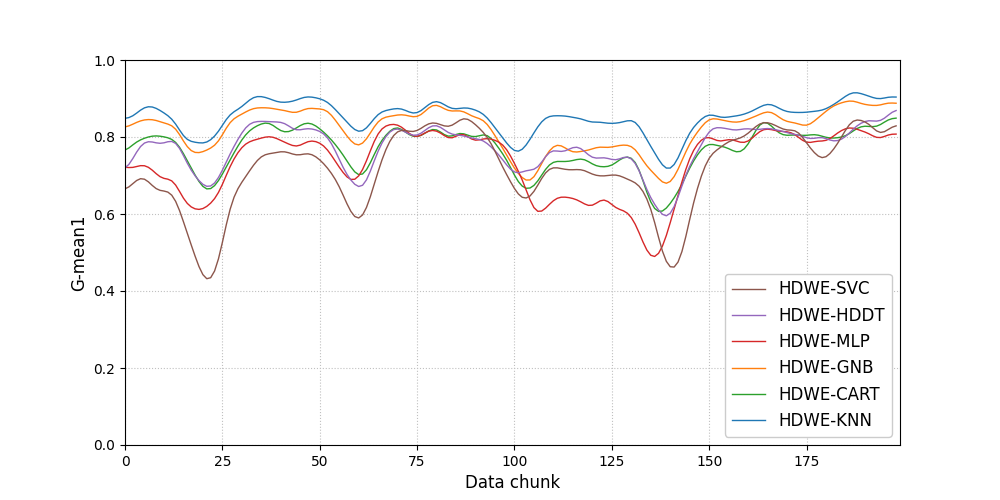 1.0
0.8
0.6
0.4
0.2
0.0
G-mean1
0 25 50 75 100 125 150 175
Data chunk
HDWE-SVC
HDWE-HDDT
HDWE-MLP
HDWE-GNB
HDWE-CART
HDWE-KNN